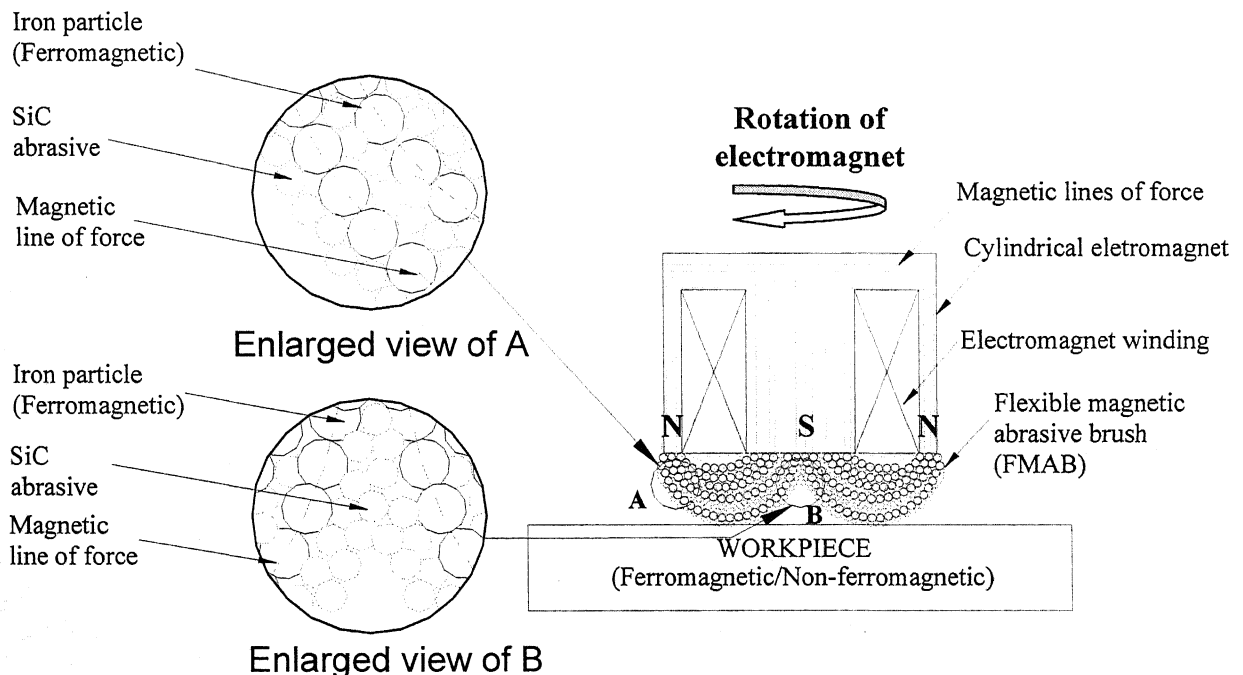 Iron particle
(Ferromagnetic)
SiC
abrasive
Magnetic
line of force
Enlarged view of A
Iron particle
(Ferromagnetic)
SiC
abrasive
Magnetic
line of force
Enlarged view of B
Rotation of
electromagnet
Magnetic lines of force
Cylindrical eletromagnet
Electromagnet winding
Flexible magnetic
abrasive brush
(FMAB)
N
S
N
A
B
WORKPIECE
(Ferromagnetic/Non-ferromagnetic)